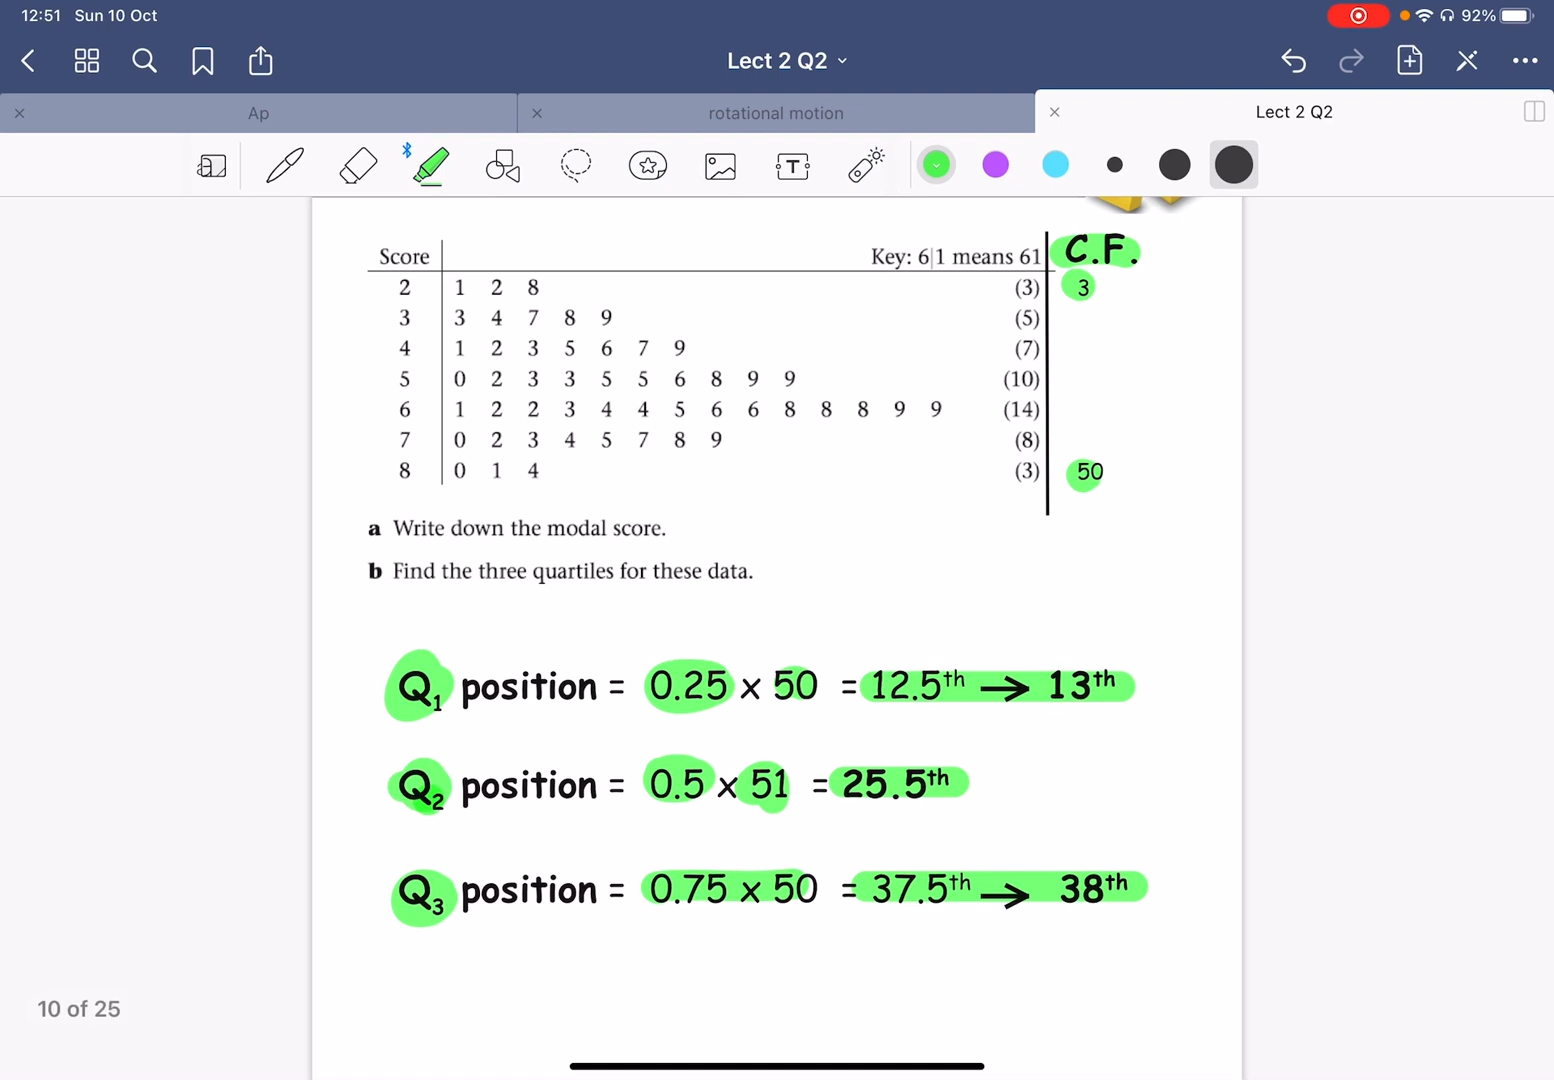 12:51 Sun 10 Oct 92%
Lect 2 Q2
Ap rotational motion Lect 2 Q2
Score Key: 6|1 means 61 C.F.
2 1 2 8 (3) 3
3 3 4 7 8 9 (5)
4 1 2 3 5 6 7 9 (7)
5 0 2 3 3 5 5 6 8 9 9 (10)
6 1 2 2 3 4 4 5 6 6 8 8 8 9 9 (14)
7 0 2 3 4 5 7 8 9 (8)
8 0 1 4 (3) 50
a Write down the modal score.
b Find the three quartiles for these data.
Q₁ position = 0.25 x 50 = 12.5ᵗʰ → 13ᵗʰ
Q₂ position = 0.5 x 51 = 25.5ᵗʰ
Q₃ position = 0.75 x 50 = 37.5ᵗʰ → 38ᵗʰ
10 of 25